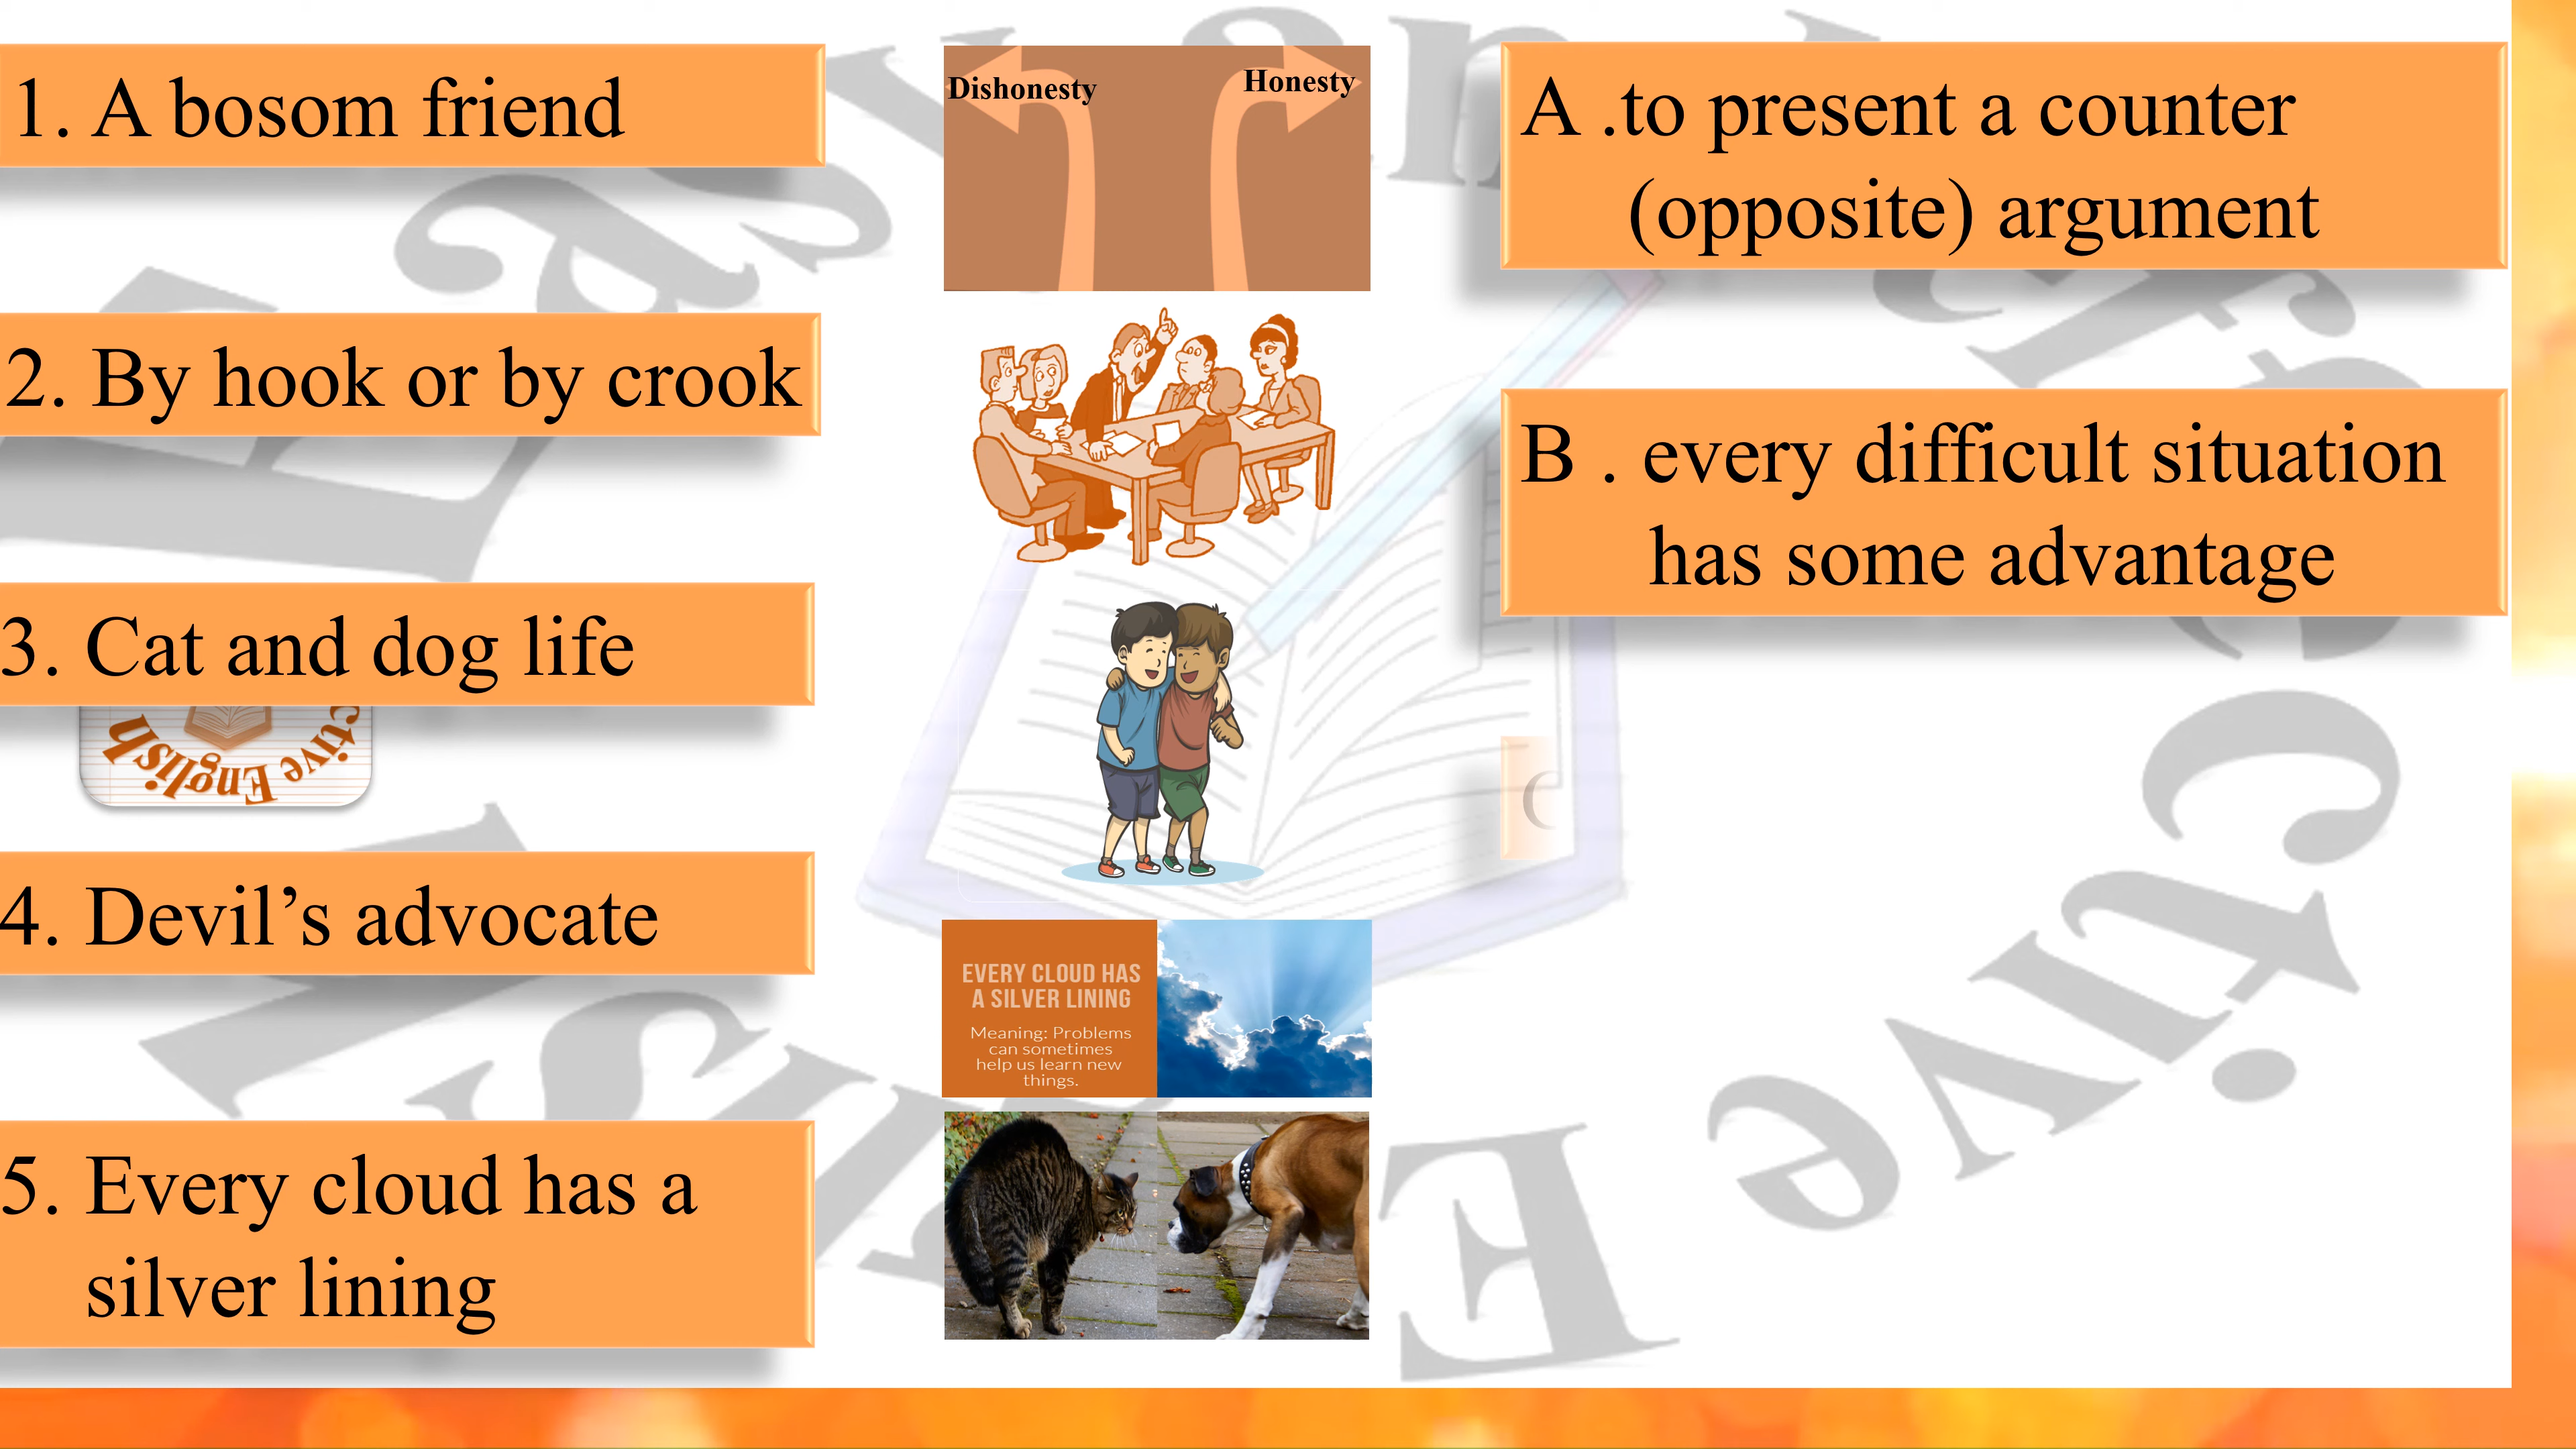 1. A bosom friend
2. By hook or by crook
3. Cat and dog life
4. Devil’s advocate
5. Every cloud has a
silver lining
Dishonesty
Honesty
EVERY CLOUD HAS
A SILVER LINING
Meaning: Problems
can sometimes
help us learn new
things.
A .to present a counter
(opposite) argument
B . every difficult situation
has some advantage
ctive English